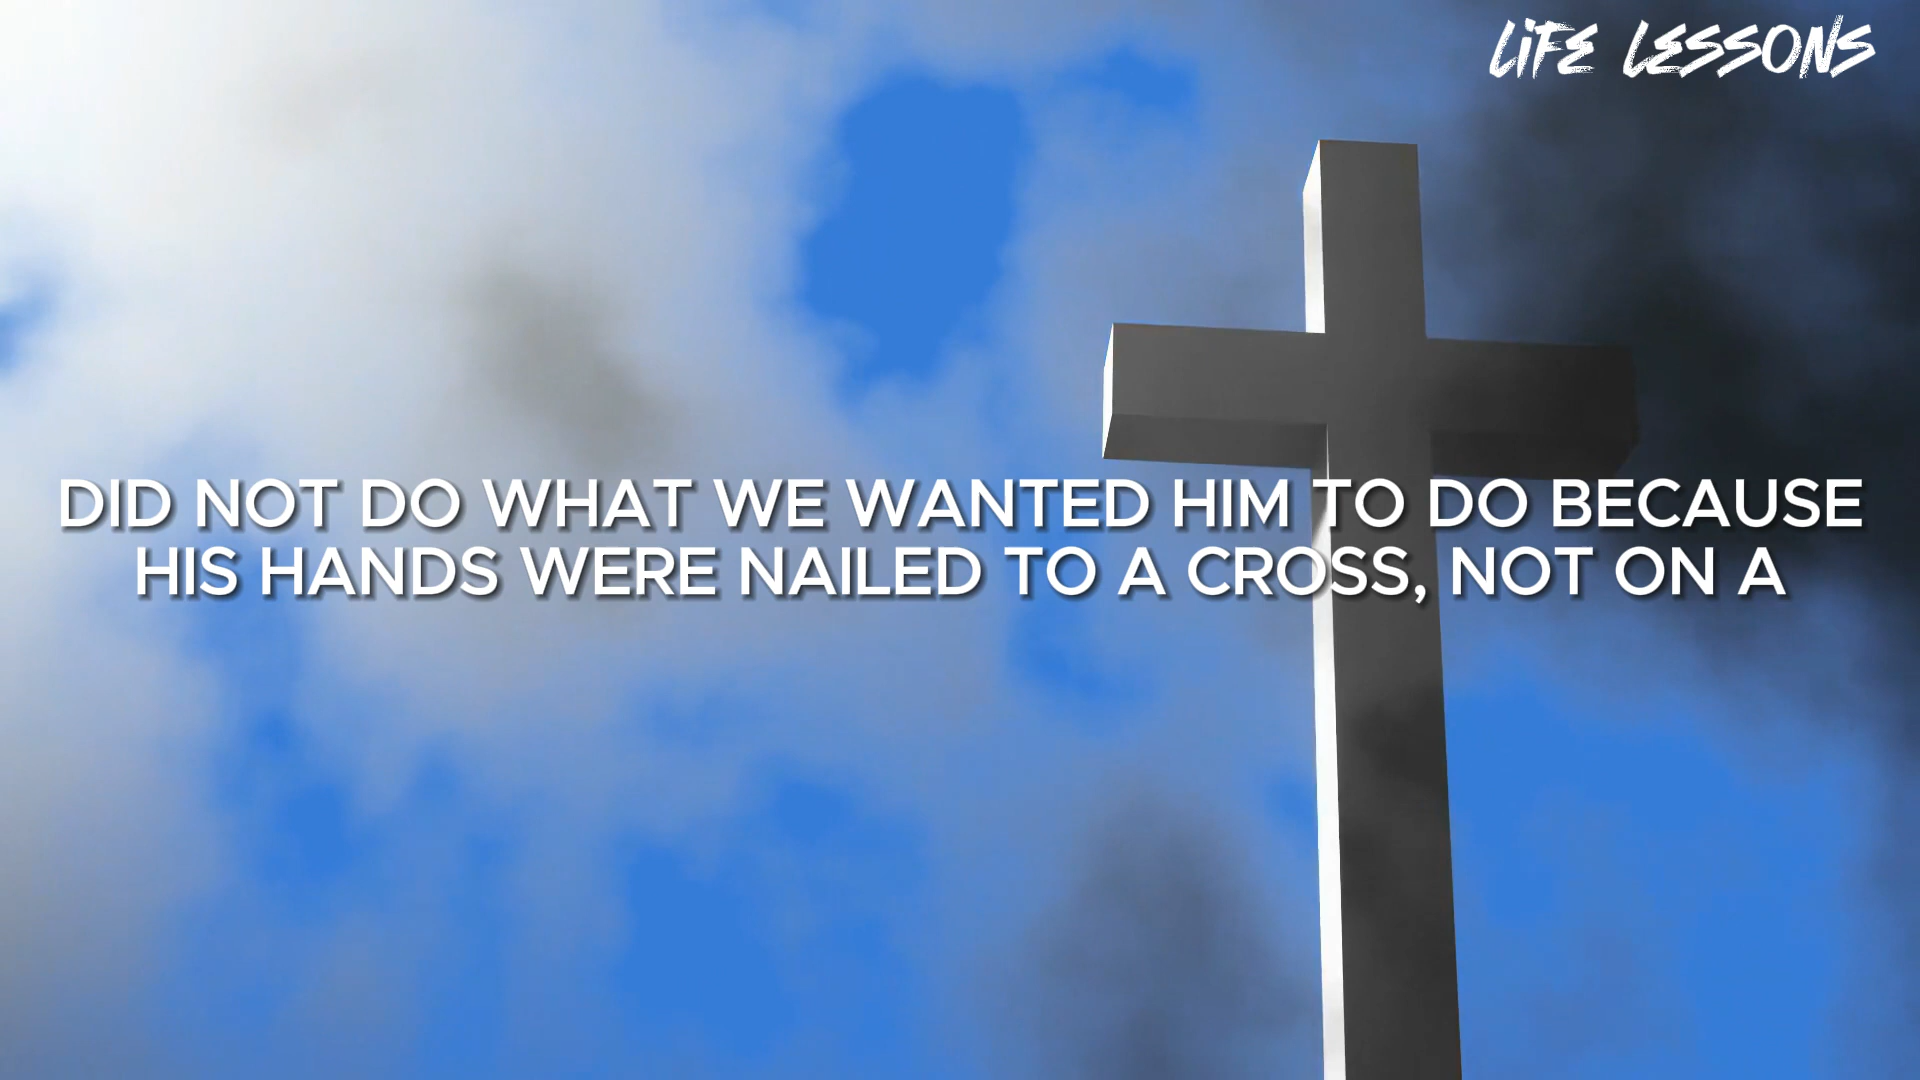 LIFE LESSONS
DID NOT DO WHAT WE WANTED HIM TO DO BECAUSE
HIS HANDS WERE NAILED TO A CROSS, NOT ON A